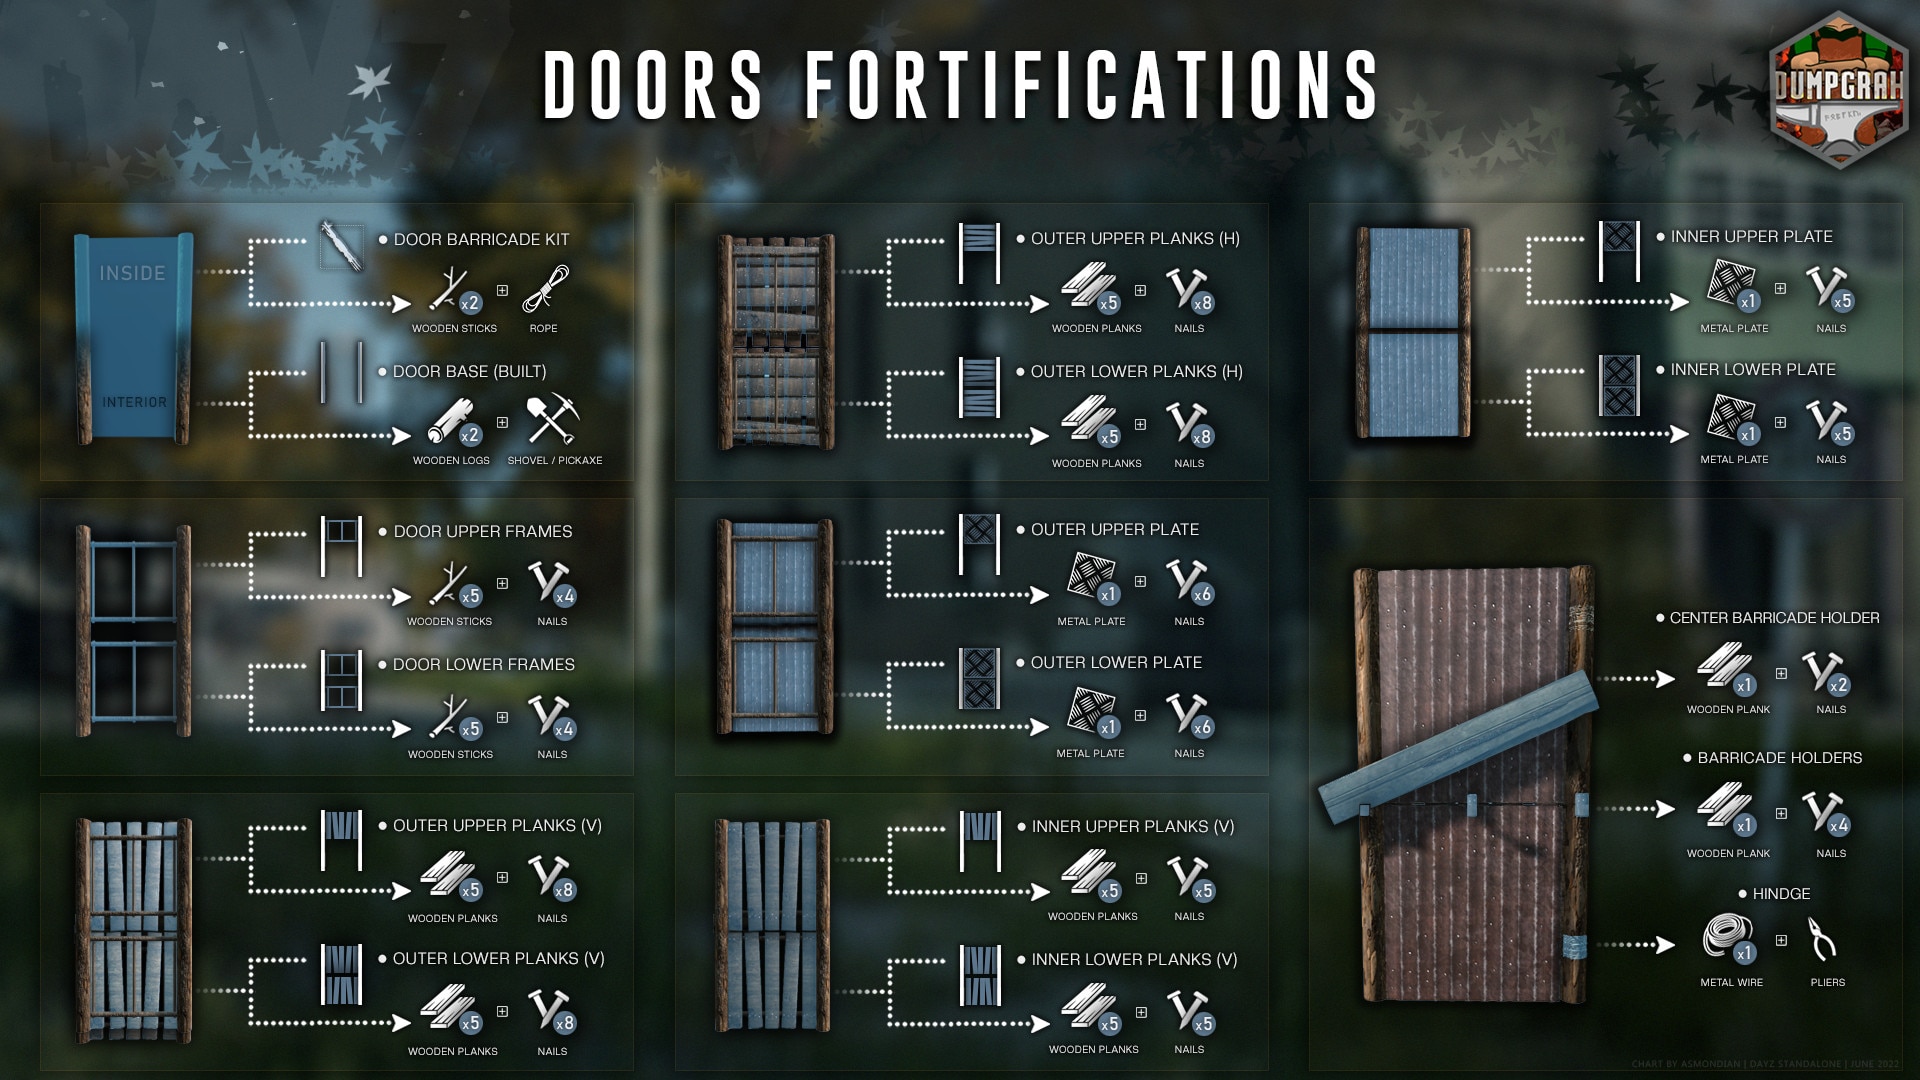 DOORS FORTIFICATIONS
DUMPGRAH
INSIDE
INTERIOR
● DOOR BARRICADE KIT
x2
WOODEN STICKS
ROPE
● DOOR BASE (BUILT)
x2
WOODEN LOGS
SHOVEL / PICKAXE
● DOOR UPPER FRAMES
x5
x4
WOODEN STICKS
NAILS
● DOOR LOWER FRAMES
x5
x4
WOODEN STICKS
NAILS
● OUTER UPPER PLANKS (V)
x5
x8
WOODEN PLANKS
NAILS
● OUTER LOWER PLANKS (V)
x5
x8
WOODEN PLANKS
NAILS
● OUTER UPPER PLANKS (H)
x5
x8
WOODEN PLANKS
NAILS
● OUTER LOWER PLANKS (H)
x5
x8
WOODEN PLANKS
NAILS
● OUTER UPPER PLATE
x1
x6
METAL PLATE
NAILS
● OUTER LOWER PLATE
x1
x6
METAL PLATE
NAILS
● INNER UPPER PLANKS (V)
x5
x5
WOODEN PLANKS
NAILS
● INNER LOWER PLANKS (V)
x5
x5
WOODEN PLANKS
NAILS
● INNER UPPER PLATE
x1
x5
METAL PLATE
NAILS
● INNER LOWER PLATE
x1
x5
METAL PLATE
NAILS
● CENTER BARRICADE HOLDER
x1
x2
WOODEN PLANK
NAILS
● BARRICADE HOLDERS
x1
x4
WOODEN PLANK
NAILS
● HINDGE
x1
METAL WIRE
PLIERS
CHART BY ASMONDIAN | DAYZ STANDALONE | JUNE 2022